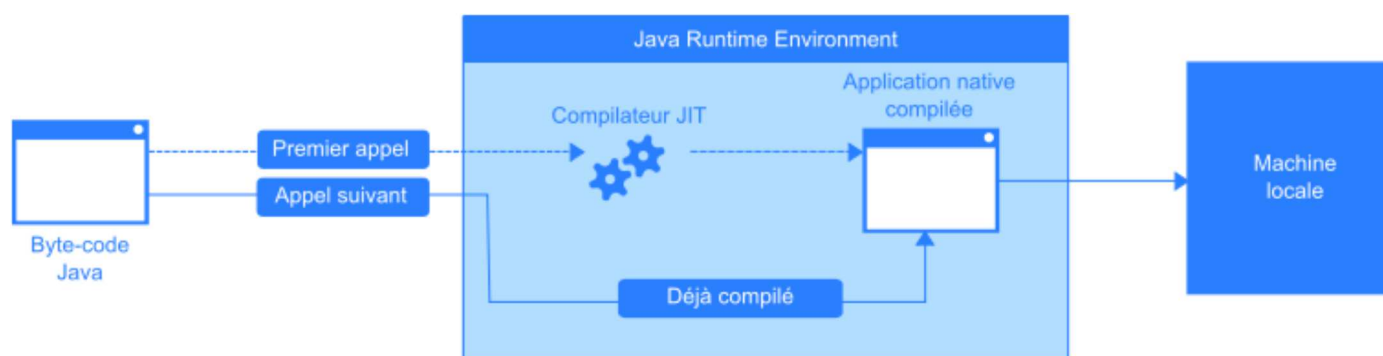 Java Runtime Environment
Application native
compilée
Compilateur JIT
Premier appel
Appel suivant
Byte-code
Java
Déjà compilé
Machine
locale